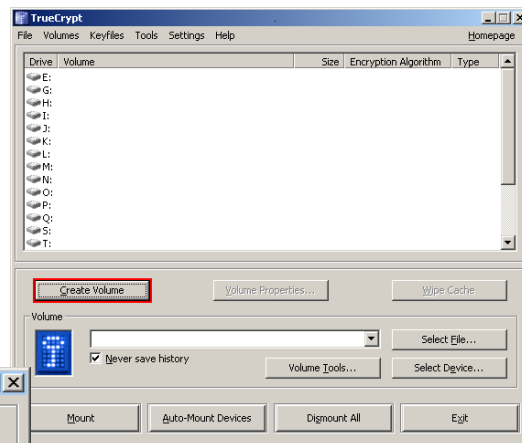 TrueCrypt
File Volumes Keyfiles Tools Settings Help Homepage
Drive Volume Size Encryption Algorithm Type
E:
G:
H:
I:
J:
K:
L:
M:
N:
O:
P:
Q:
S:
T:
Create Volume Volume Properties... Wipe Cache
Volume
Select File...
Never save history
Volume Tools... Select Device...
Mount Auto-Mount Devices Dismount All Exit